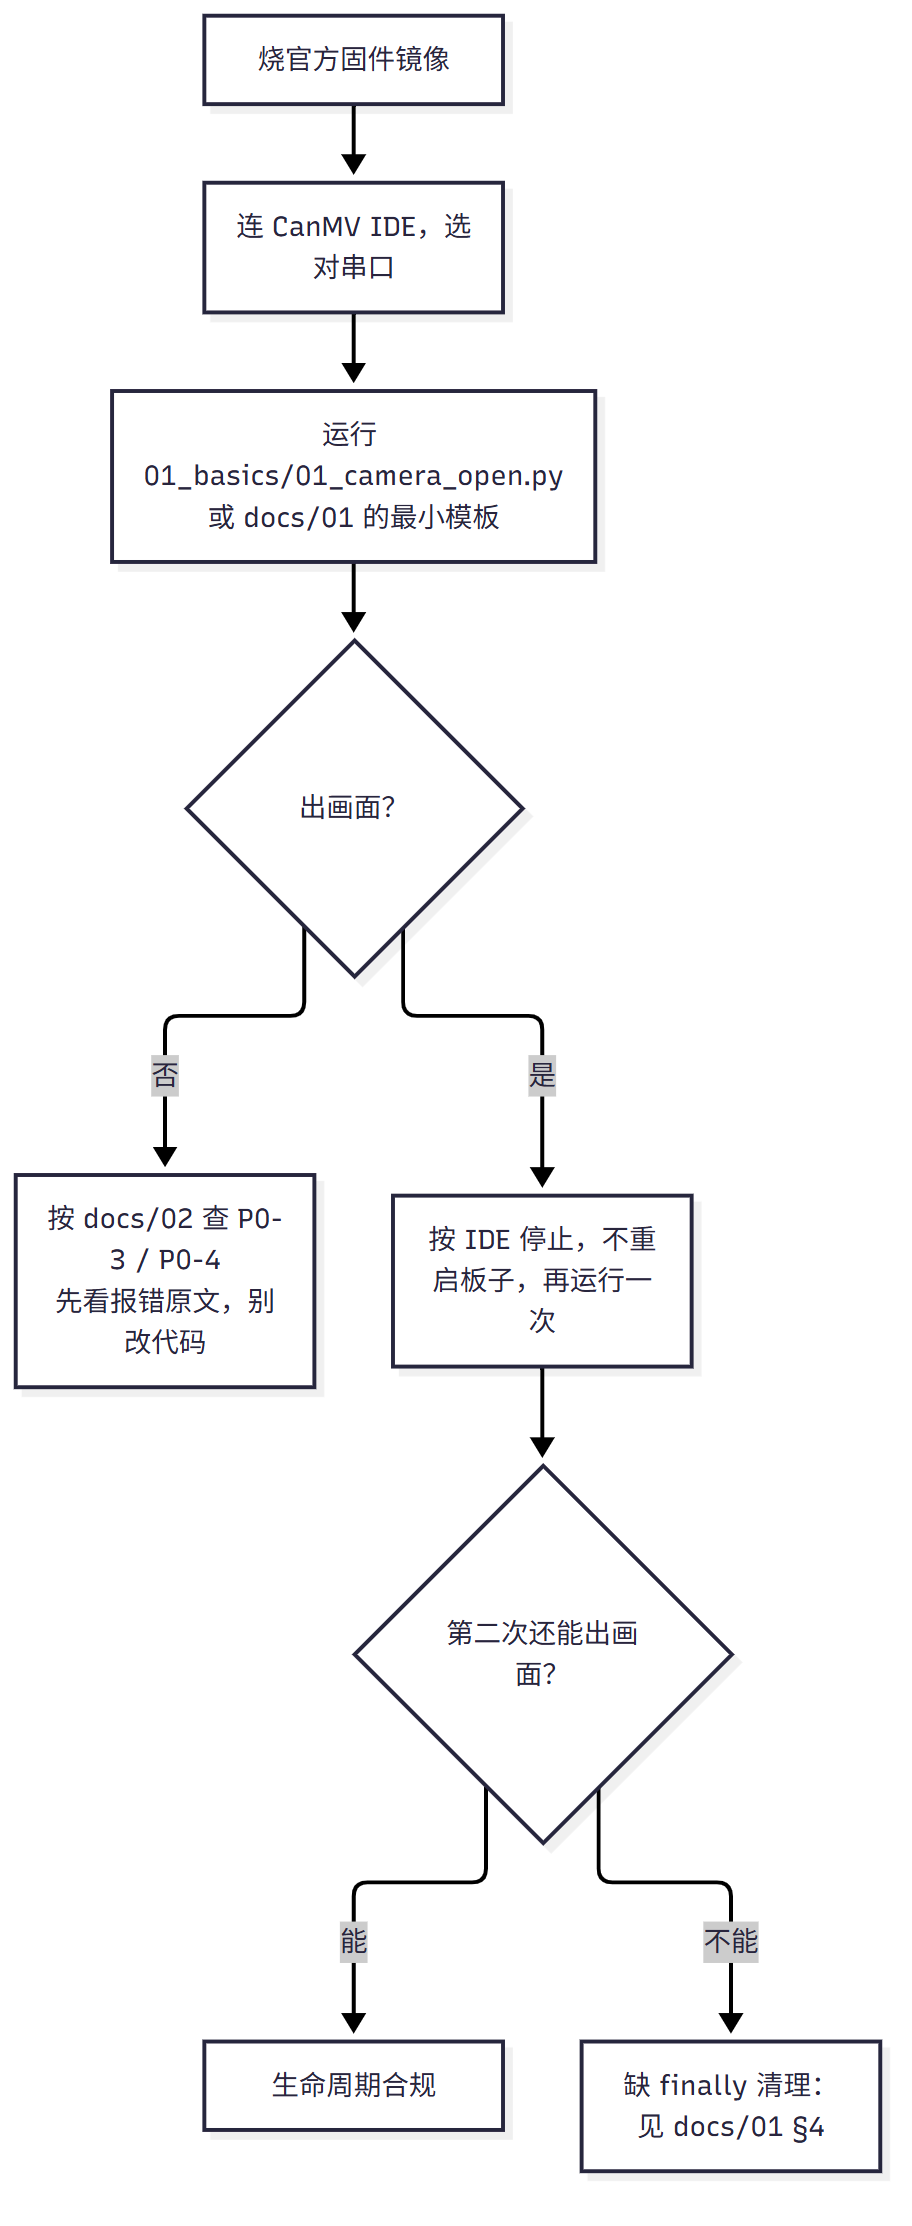 烧官方固件镜像
连 CanMV IDE，选
对串口
运行
01_basics/01_camera_open.py
或 docs/01 的最小模板
出画面？
否
是
按 docs/02 查 P0-
3 / P0-4
先看报错原文，别
改代码
按 IDE 停止，不重
启板子，再运行一
次
第二次还能出画
面？
能
不能
生命周期合规
缺 finally 清理：
见 docs/01 §4